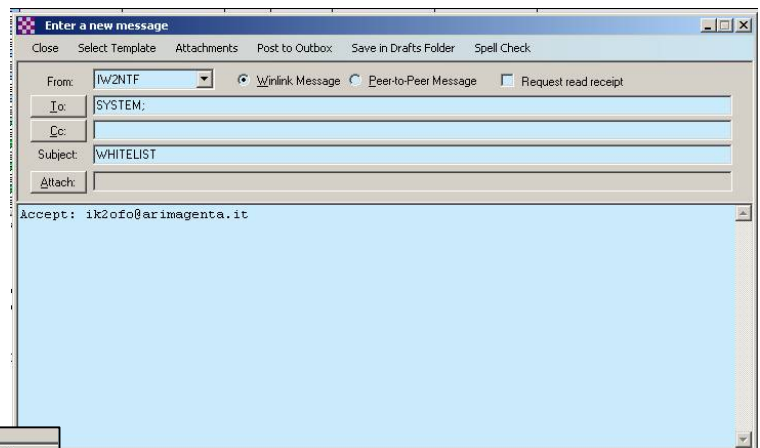 Enter a new message
Close Select Template Attachments Post to Outbox Save in Drafts Folder Spell Check
From: IW2NTF Winlink Message Peer-to-Peer Message Request read receipt
To: SYSTEM;
Cc:
Subject: WHITELIST
Attach:
Accept: ik2ofo@arimagenta.it